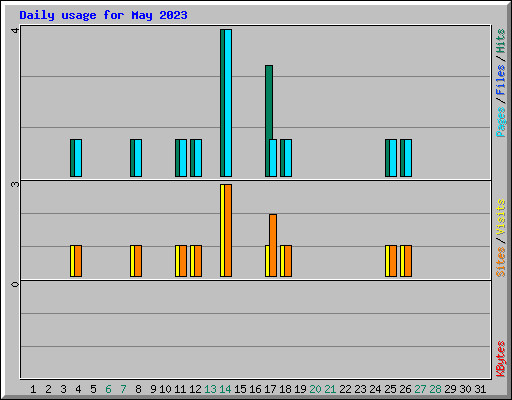 Daily usage for May 2023
4
3
0
Pages/Files/Hits
Sites/Visits
KBytes
1 2 3 4 5 6 7 8 9 10 11 12 13 14 15 16 17 18 19 20 21 22 23 24 25 26 27 28 29 30 31